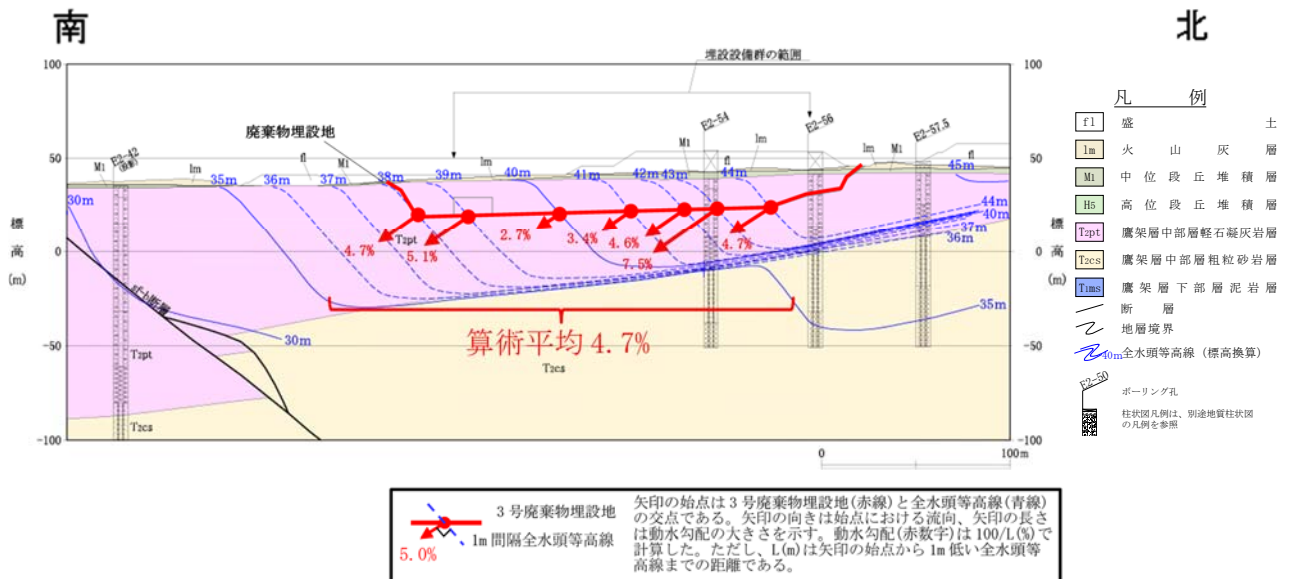 南
北
埋設設備群の範囲
100
50
0
-50
-100
標高(m)
100
50
0
-50
-100
標高(m)
廃棄物埋設地
E2-42
E2-54
E2-56
E2-57.5
M1
lm
fl
M1
lm
M1
fl
lm
lm
M1
fl
30m
35m
36m
37m
38m
39m
40m
41m
42m
43m
44m
45m
44m
40m
37m
36m
35m
30m
4.7%
T2pt
5.1%
2.7%
3.4%
4.6%
7.5%
4.7%
算術平均 4.7%
T2pt
T2cs
T2cs
0 100m
凡 例
fl 盛土
lm 火山灰層
M1 中位段丘堆積層
H5 高位段丘堆積層
T2pt 鷹架層中部層軽石凝灰岩層
T2cs 鷹架層中部層粗粒砂岩層
T1ms 鷹架層下部層泥岩層
断層
地層境界
40m 全水頭等高線（標高換算）
E2-50
ボーリング孔
柱状図凡例は、別途地質柱状図
の凡例を参照
3号廃棄物埋設地
1m間隔全水頭等高線
5.0%
矢印の始点は3号廃棄物埋設地(赤線)と全水頭等高線(青線)
の交点である。矢印の向きは始点における流向、矢印の長さ
は動水勾配の大きさを示す。動水勾配(赤数字)は100/L(%)で
計算した。ただし、L(m)は矢印の始点から1m低い全水頭等
高線までの距離である。